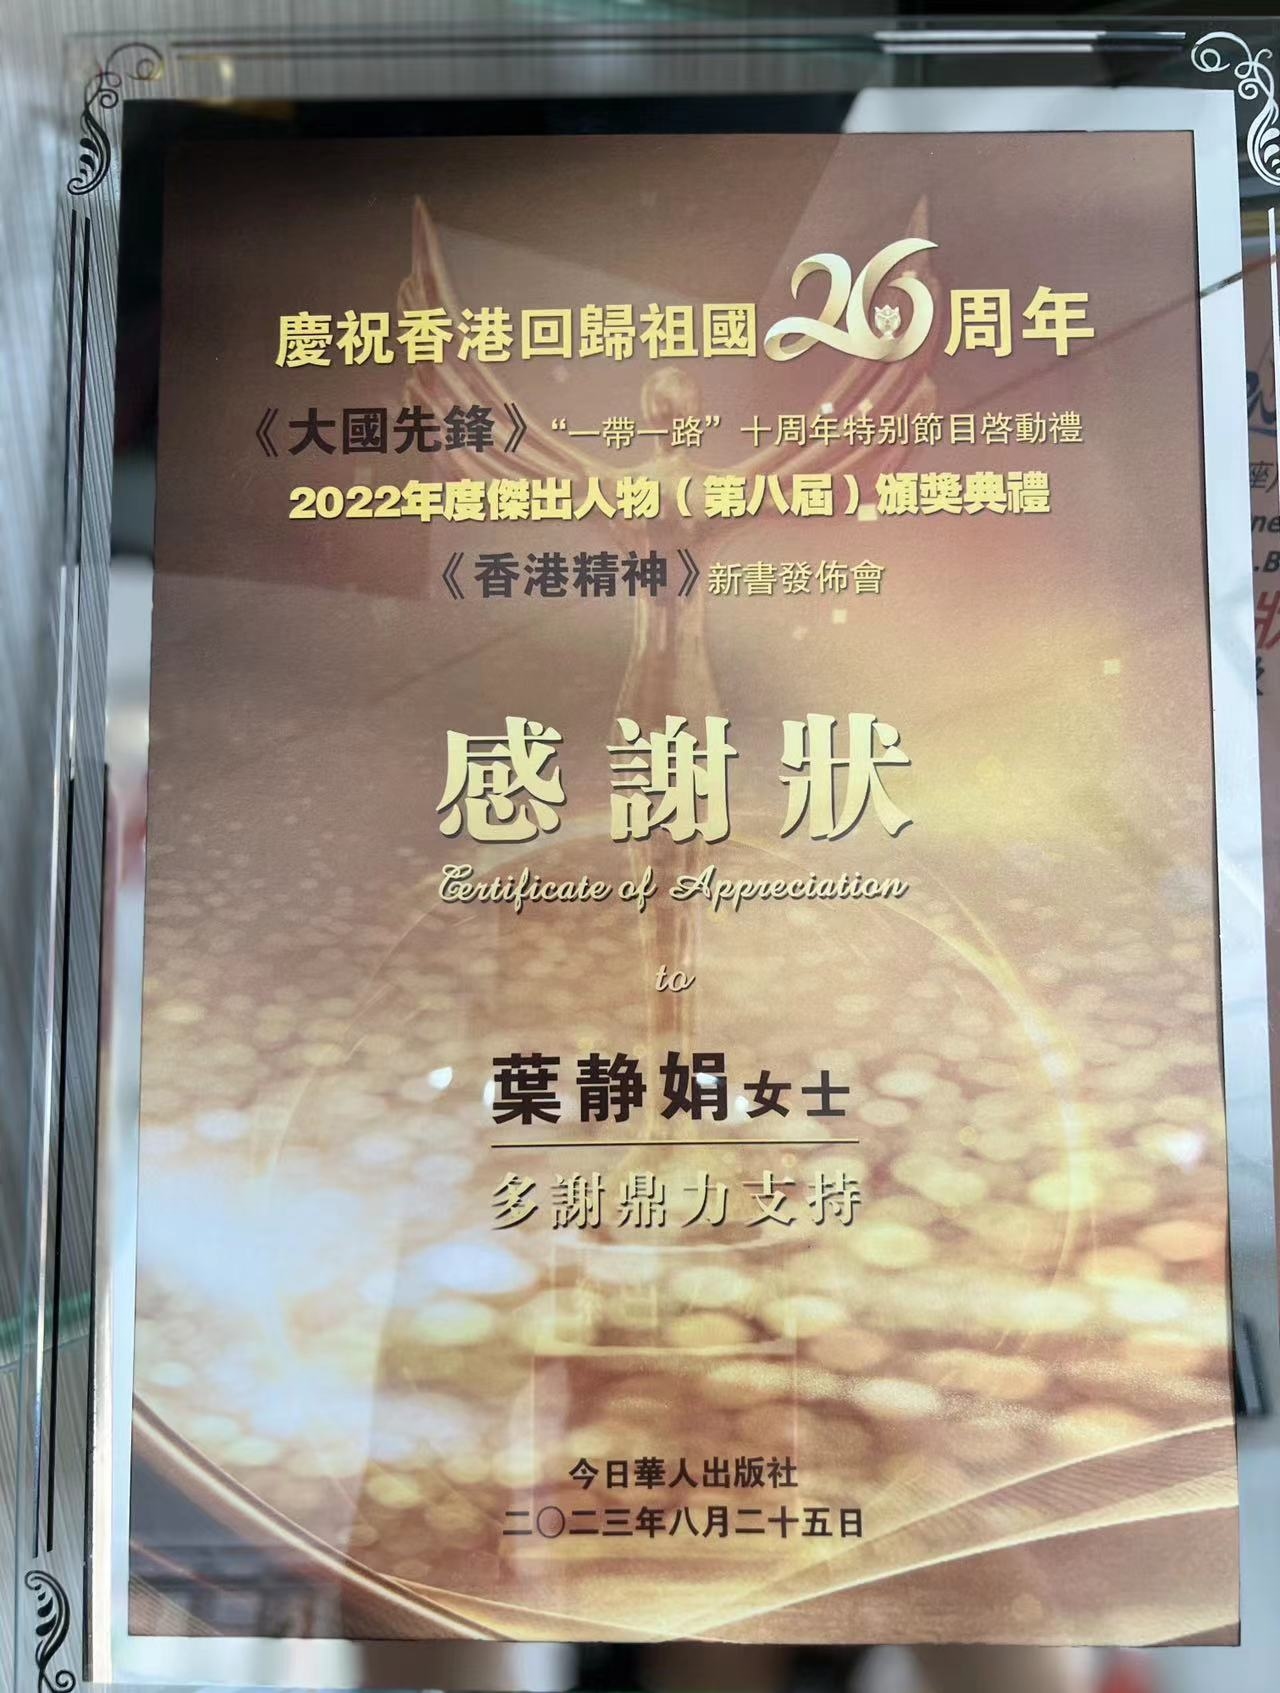 慶祝香港回歸祖國26周年
《大國先鋒》“一帶一路”十周年特别節目啓動禮
2022年度傑出人物（第八屆）頒獎典禮
《香港精神》新書發佈會
感謝狀
Certificate of Appreciation
to
葉静娟女士
多謝鼎力支持
今日華人出版社
二〇二三年八月二十五日